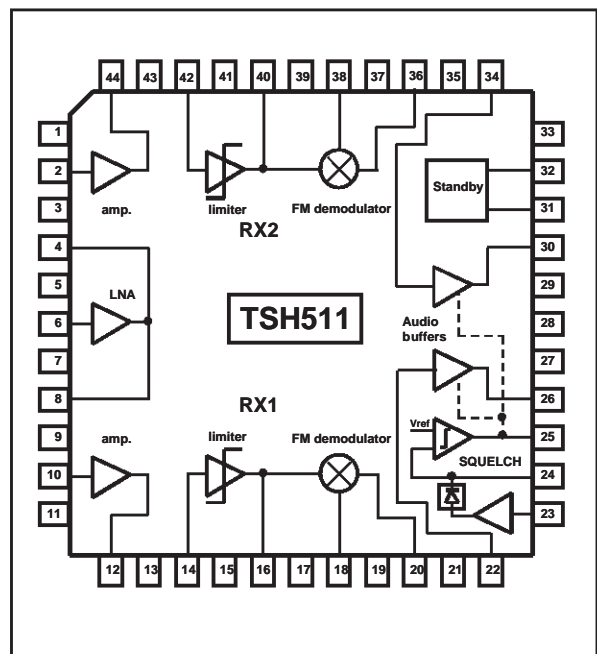 44 43 42 41 40 39 38 37 36 35 34
1
33
2
32
Standby
3
amp.
limiter
FM demodulator
31
RX2
4
30
5
LNA
29
TSH511
6
Audio
buffers
28
7
27
8
26
RX1
9
amp.
limiter
FM demodulator
Vref
25
10
SQUELCH
24
11
23
12 13 14 15 16 17 18 19 20 21 22